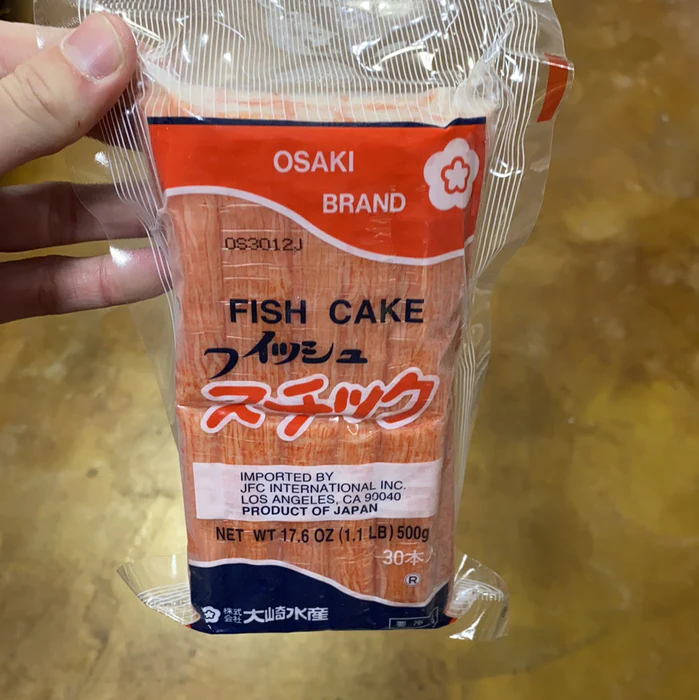 OSAKI
BRAND
OS3012J
FISH CAKE
フィッシュ
スチック
IMPORTED BY
JFC INTERNATIONAL INC.
LOS ANGELES, CA 90040
PRODUCT OF JAPAN
NET WT 17.6 OZ (1.1 LB) 500g
30本入
®
株式会社 大崎水産